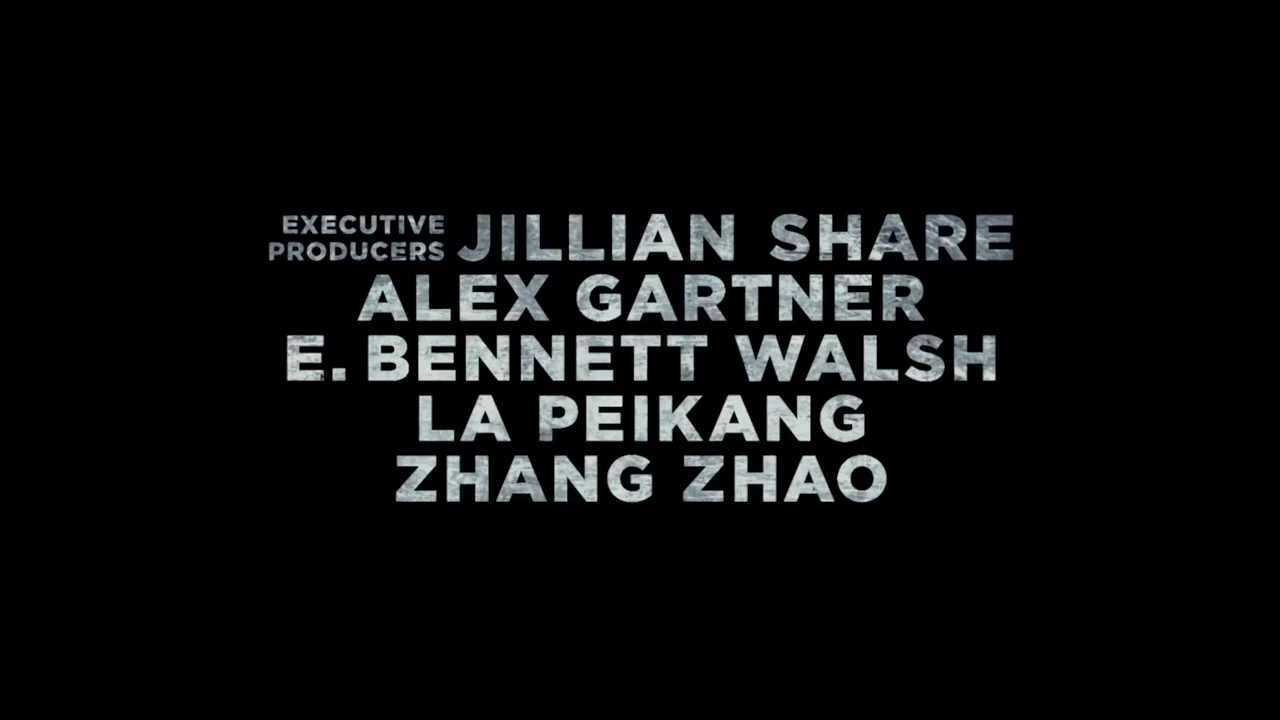 EXECUTIVE
PRODUCERS JILLIAN SHARE
ALEX GARTNER
E. BENNETT WALSH
LA PEIKANG
ZHANG ZHAO